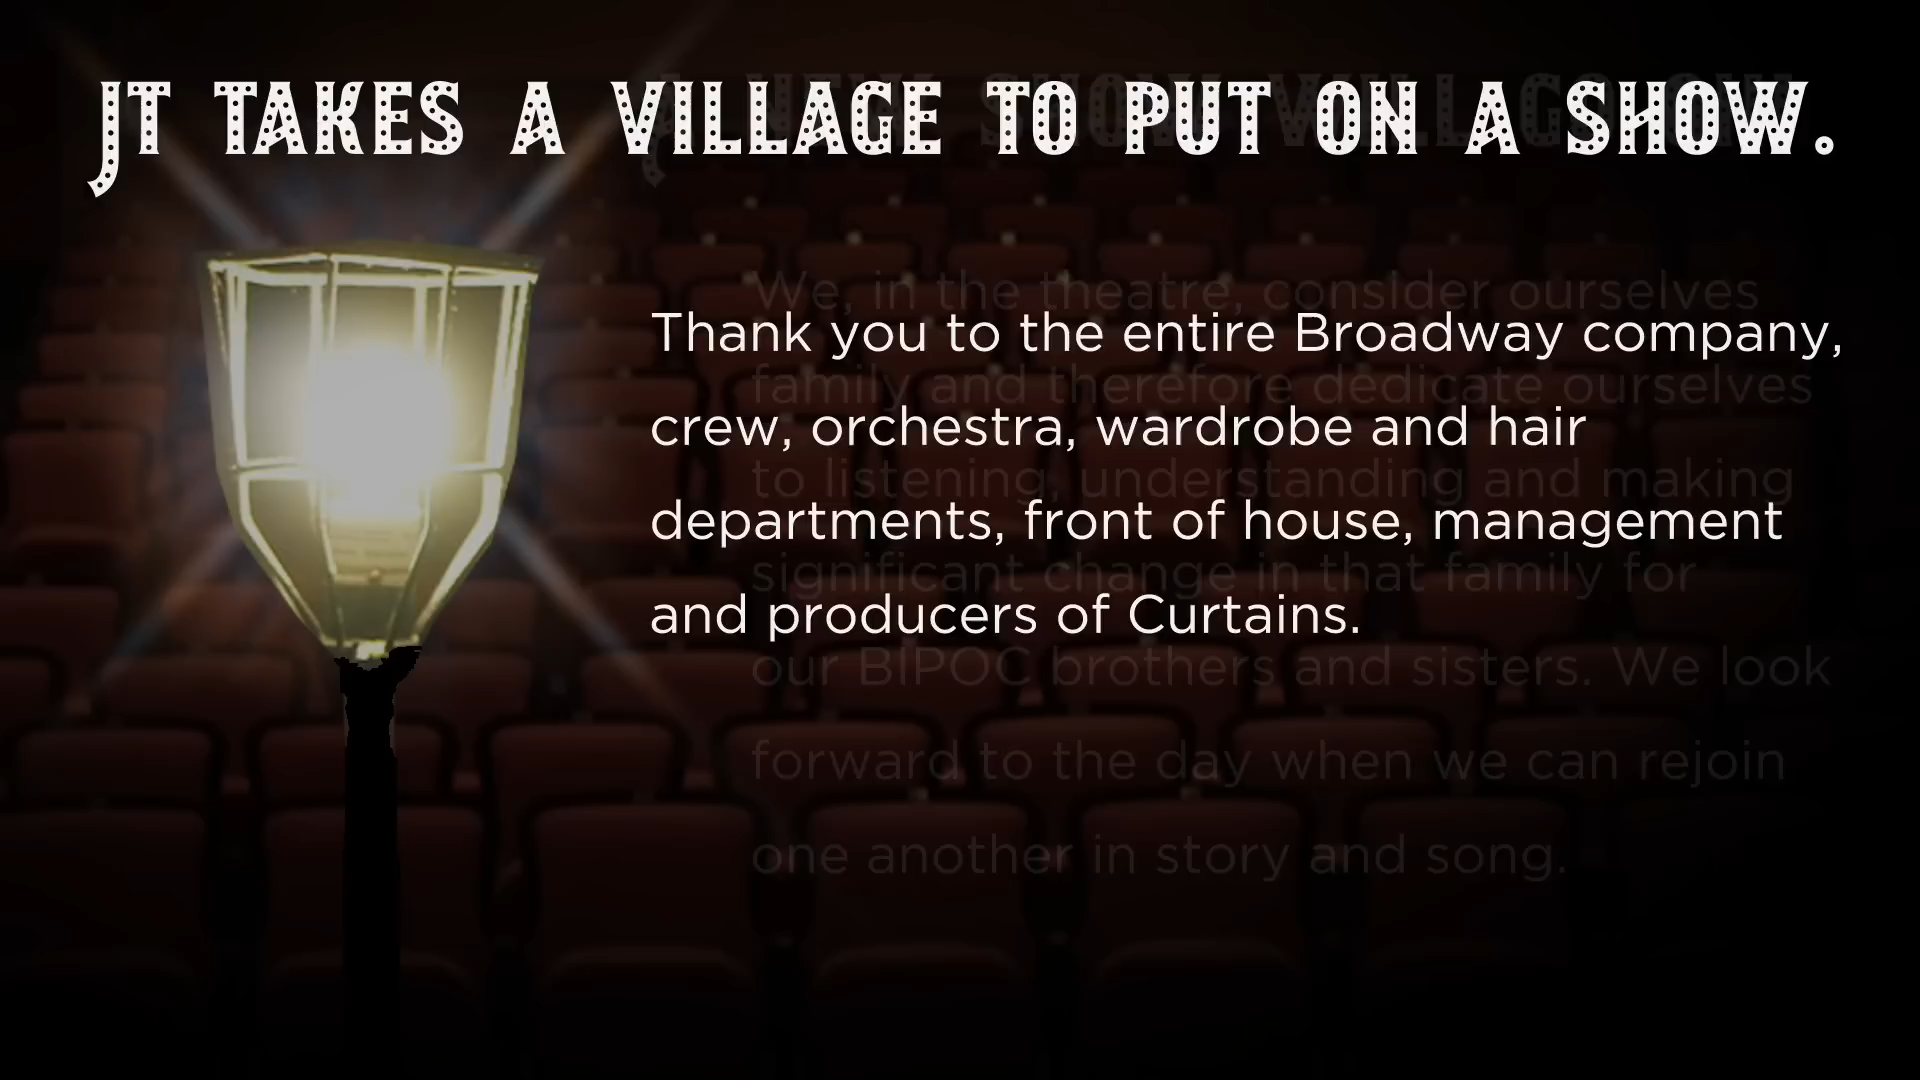 IT TAKES A VILLAGE TO PUT ON A SHOW.
Thank you to the entire Broadway company,
crew, orchestra, wardrobe and hair
departments, front of house, management
and producers of Curtains.
We, in the theatre, consider ourselves
family and therefore dedicate ourselves
to listening, understanding and making
significant change in that family for
our BIPOC brothers and sisters. We look
forward to the day when we can rejoin
one another in story and song.